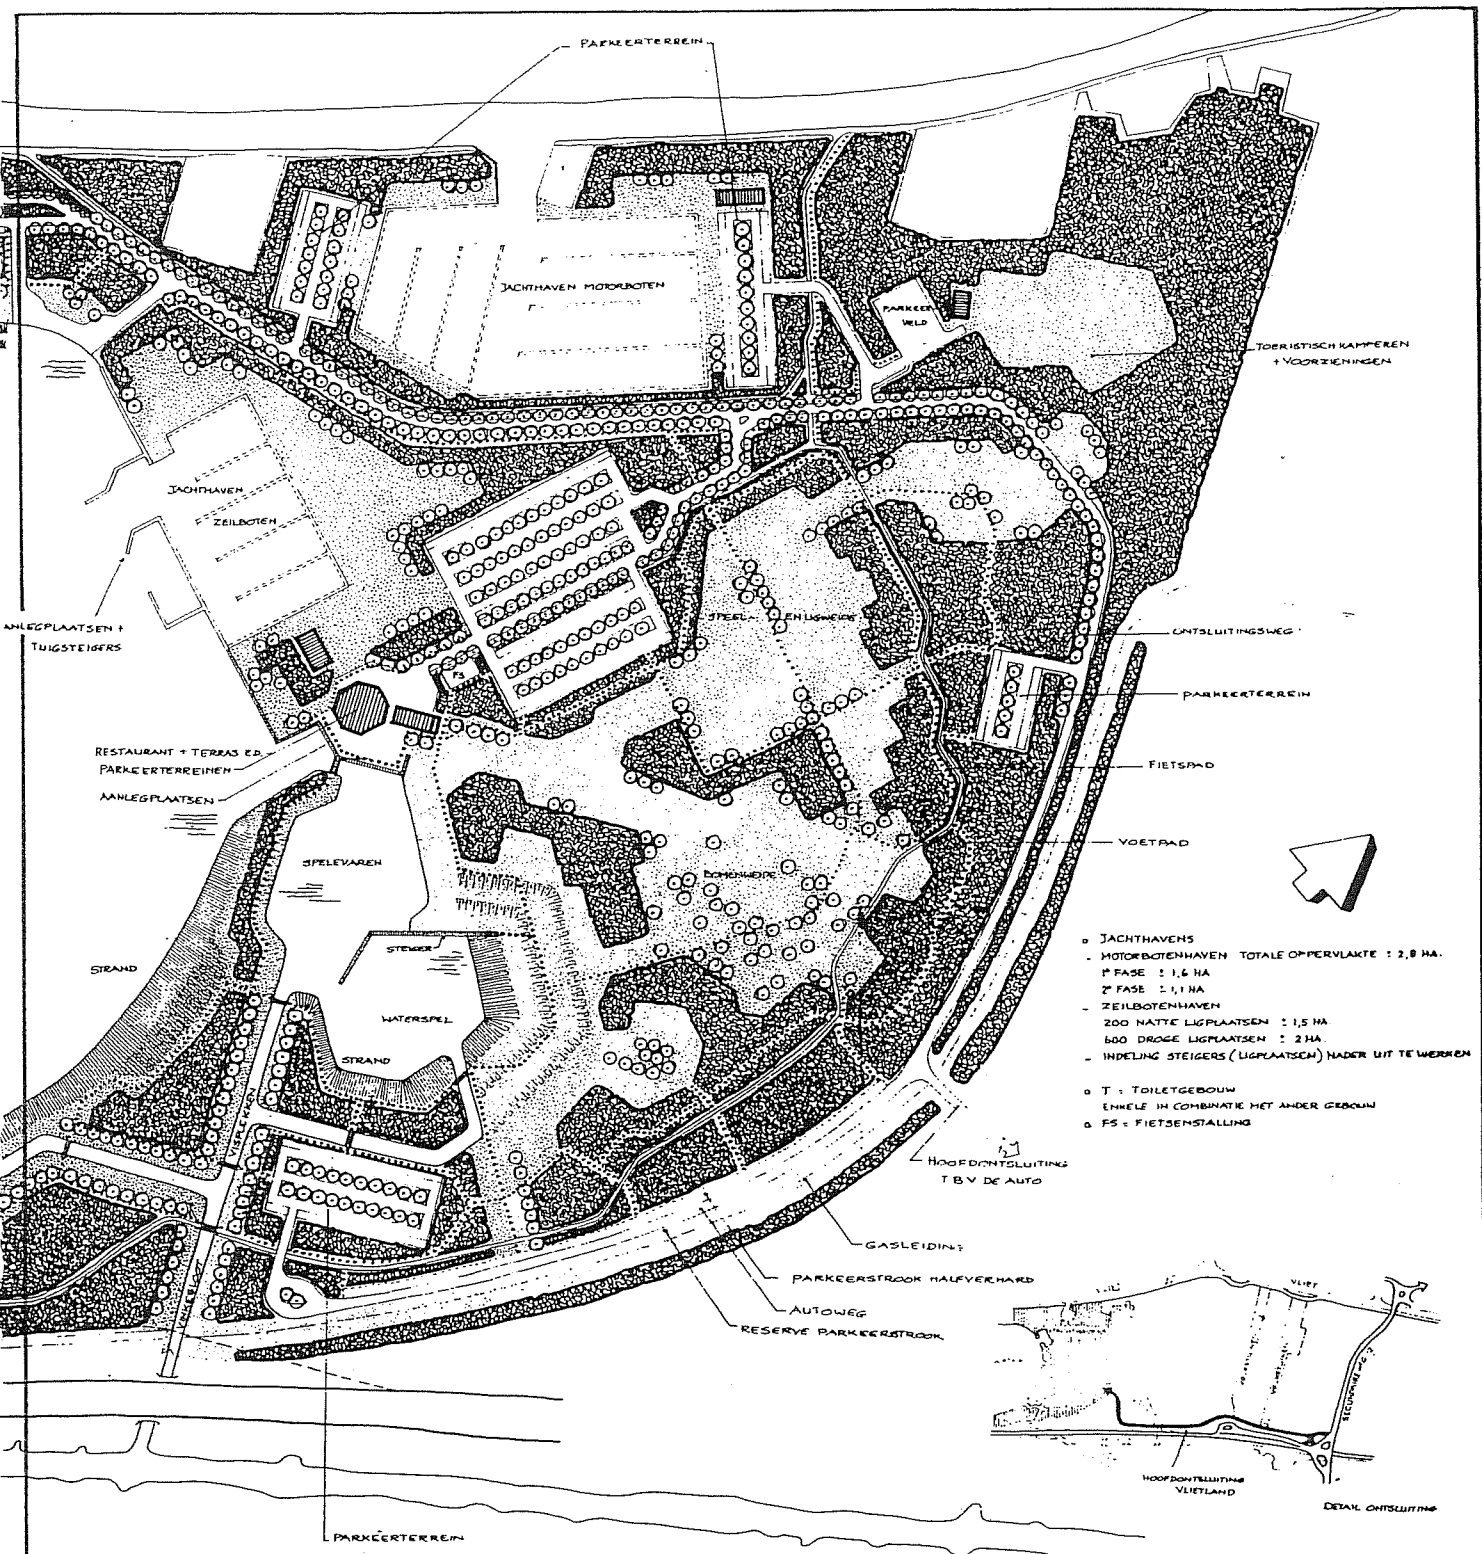 PARKEERTERREIN
JACHTHAVEN MOTORBOTEN
PARKEER
VELD
TOERISTISCH KAMPEREN
+ VOORZIENINGEN
JACHTHAVEN
ZEILBOTEN
ANLEGPLAATSEN +
TUIGSTEIGERS
SPEEL- EN LIGWEIDE
ONTSLUITINGSWEG
FS
PARKEERTERREIN
RESTAURANT + TERRAS E.D.
PARKEERTERREINEN
AANLEGPLAATSEN
FIETSPAD
VOETPAD
SPELEVAREN
BOMENWEIDE
STEIGER
STRAND
WATERSPEL
STRAND
JACHTHAVENS
- MOTORBOTENHAVEN TOTALE OPPERVLAKTE : 2,8 HA.
1e FASE : 1,6 HA
2e FASE : 1,1 HA
- ZEILBOTENHAVEN
200 NATTE LIGPLAATSEN : 1,5 HA.
600 DROGE LIGPLAATSEN : 2 HA.
- INDELING STEIGERS (LIGPLAATSEN) NADER UIT TE WERKEN
T = TOILETGEBOUW
ENKELE IN COMBINATIE MET ANDER GEBOUW
FS = FIETSENSTALLING
HOOFDONTSLUITING
T B V DE AUTO
GASLEIDING
PARKEERSTROOK HALFVERHARD
AUTOWEG
RESERVE PARKEERSTROOK
VLIET
HOOFDONTSLUITING
VLIETLAND
DETAIL ONTSLUITING
PARKEERTERREIN